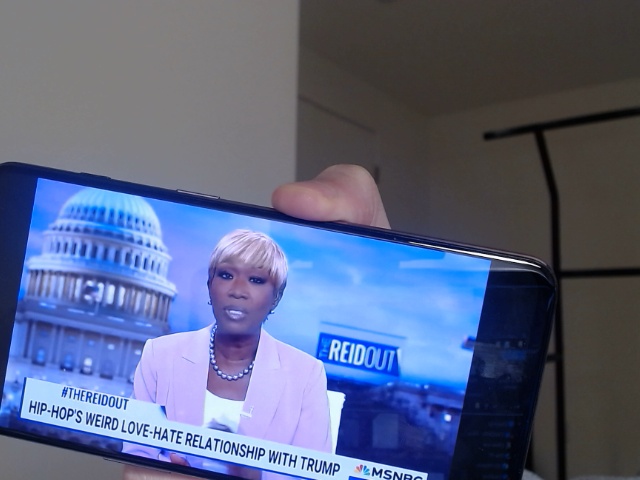 THE REIDOUT
#THEREIDOUT
HIP-HOP'S WEIRD LOVE-HATE RELATIONSHIP WITH TRUMP
MSNBC